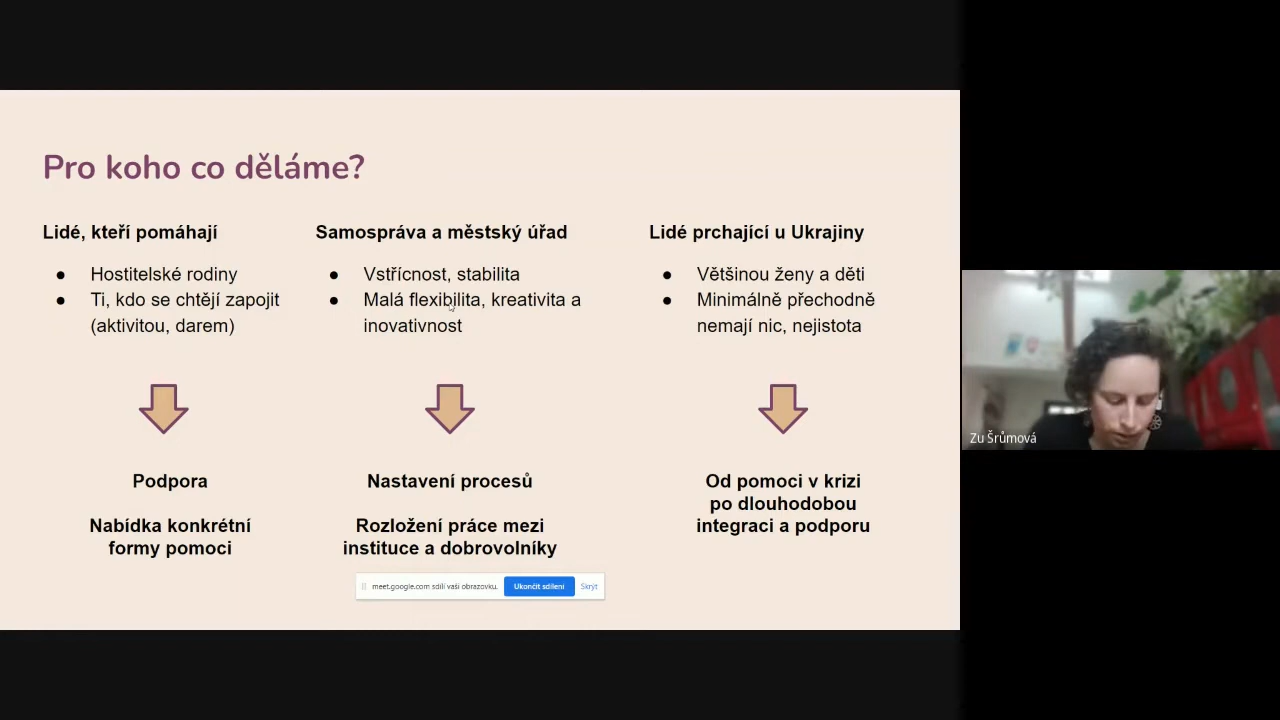 Pro koho co děláme?
Lidé, kteří pomáhají
● Hostitelské rodiny
● Ti, kdo se chtějí zapojit
(aktivitou, darem)
Podpora
Nabídka konkrétní
formy pomoci
Samospráva a městský úřad
● Vstřícnost, stabilita
● Malá flexibilita, kreativita a
inovativnost
Nastavení procesů
Rozložení práce mezi
instituce a dobrovolníky
Lidé prchající u Ukrajiny
● Většinou ženy a děti
● Minimálně přechodně
nemají nic, nejistota
Od pomoci v krizi
po dlouhodobou
integraci a podporu
meet.google.com sdílí vaši obrazovku. Ukončit sdílení Skrýt
Zu Šrůmová